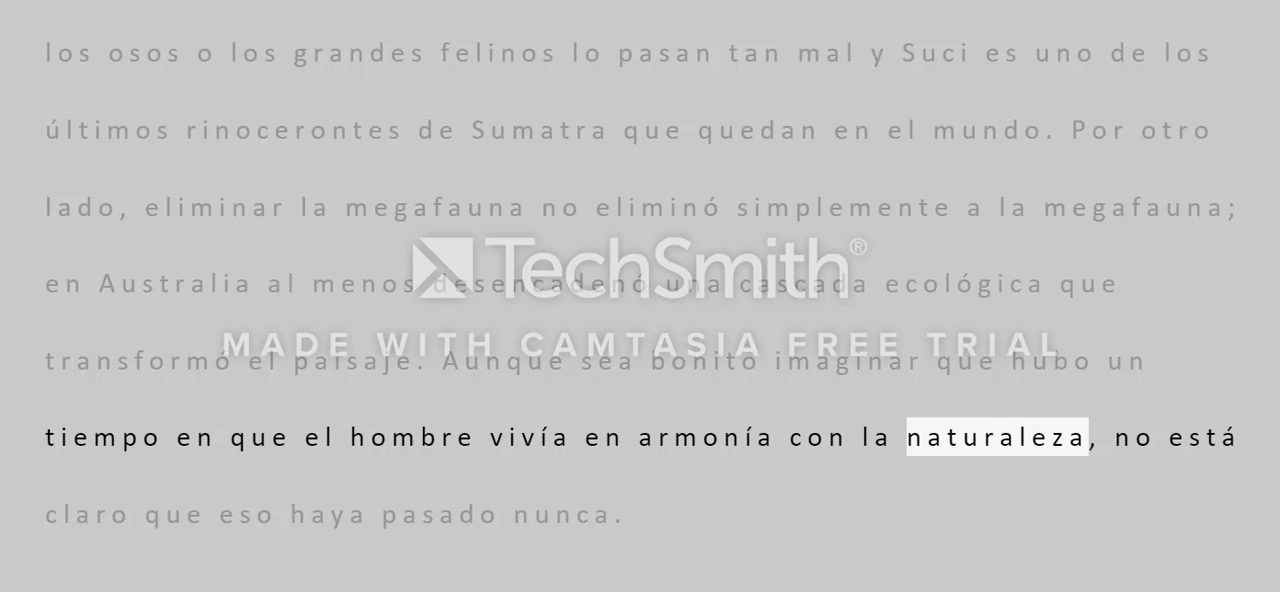 los osos o los grandes felinos lo pasan tan mal y Suci es uno de los
últimos rinocerontes de Sumatra que quedan en el mundo. Por otro
lado, eliminar la megafauna no eliminó simplemente a la megafauna;
TechSmith®
en Australia al menos desencadenó una cascada ecológica que
MADE WITH CAMTASIA FREE TRIAL
transformó el paisaje. Aunque sea bonito imaginar que hubo un
tiempo en que el hombre vivía en armonía con la naturaleza, no está
claro que eso haya pasado nunca.